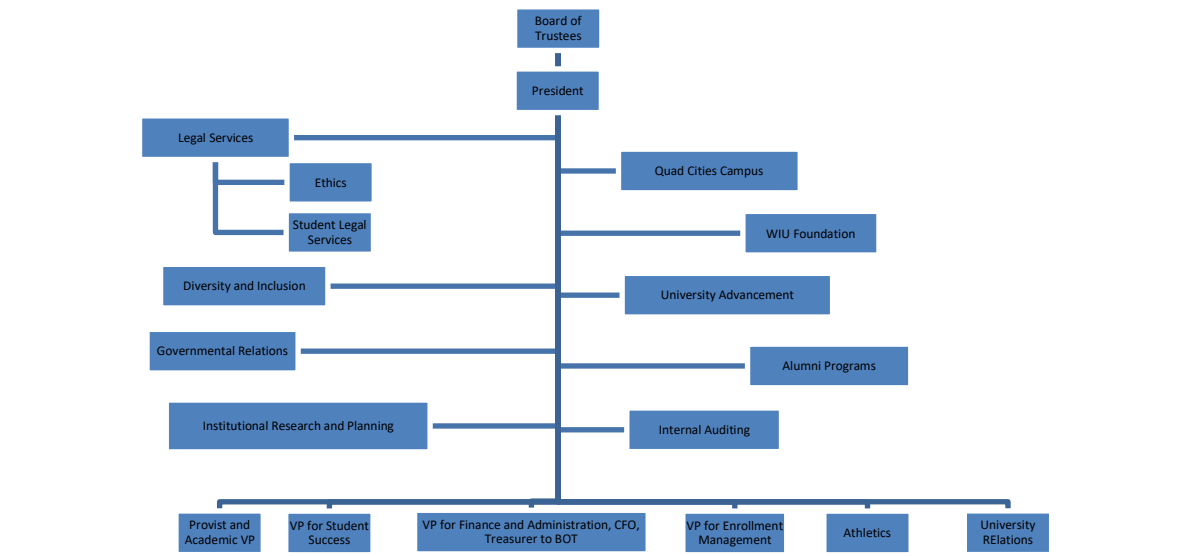 Board of
Trustees
President
Legal Services
Quad Cities Campus
Ethics
Student Legal
Services
WIU Foundation
Diversity and Inclusion
University Advancement
Governmental Relations
Alumni Programs
Institutional Research and Planning
Internal Auditing
Provist and
Academic VP
VP for Student
Success
VP for Finance and Administration, CFO,
Treasurer to BOT
VP for Enrollment
Management
Athletics
University
RElations